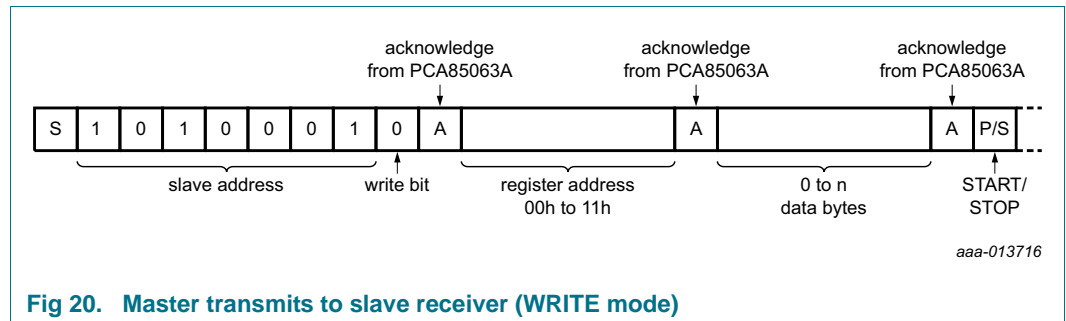 acknowledge acknowledge acknowledge
from PCA85063A from PCA85063A from PCA85063A
S 1 0 1 0 0 0 1 0 A A A P/S
slave address write bit register address 0 to n START/
00h to 11h data bytes STOP
aaa-013716
Fig 20. Master transmits to slave receiver (WRITE mode)